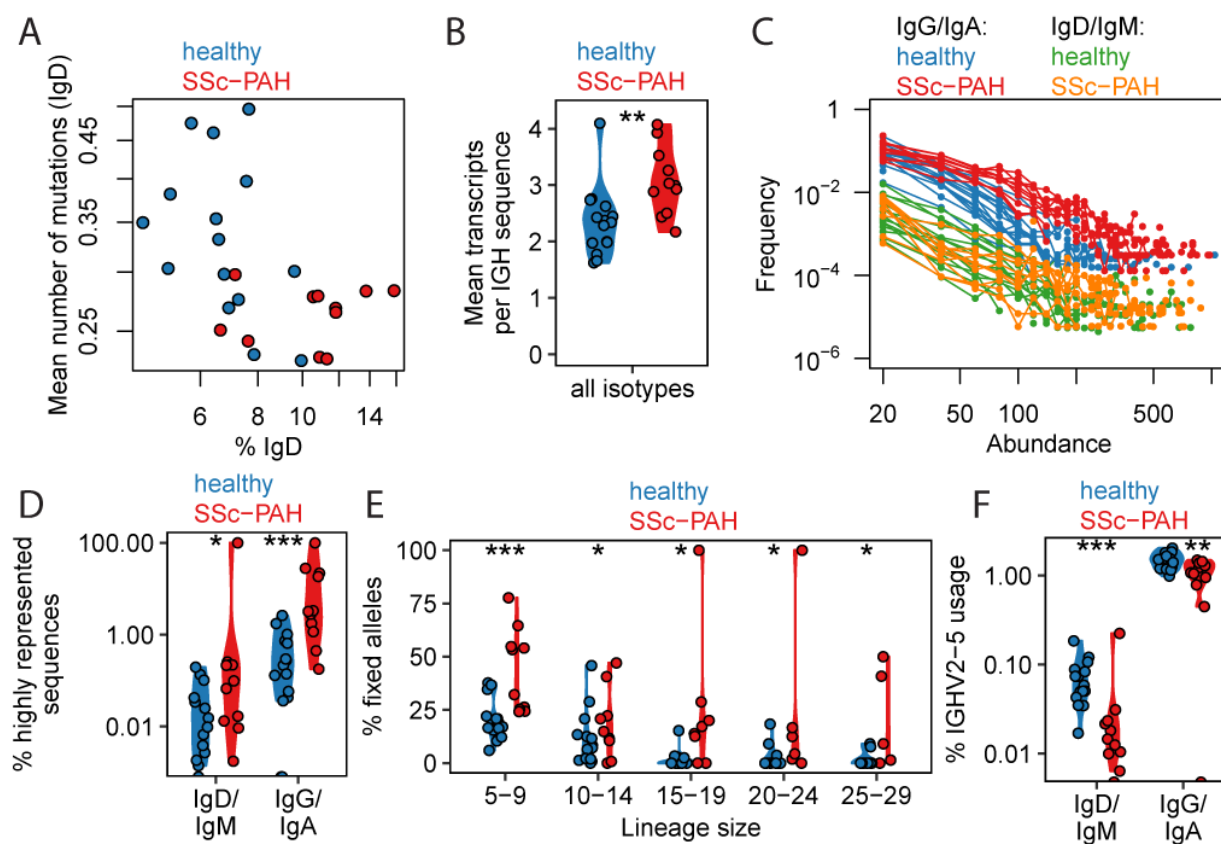 A
healthy
SSc−PAH
Mean number of mutations (IgD)
0.45
0.35
0.25
6
8
10
14
% IgD
B
healthy
SSc−PAH
**
Mean transcripts
per IGH sequence
4
3
2
1
0
all isotypes
C
IgG/IgA:
healthy
SSc−PAH
IgD/IgM:
healthy
SSc−PAH
Frequency
1
10−2
10−4
10−6
20
50
100
500
Abundance
D
healthy
SSc−PAH
* ***
% highly represented
sequences
100.00
1.00
0.01
IgD/
IgM
IgG/
IgA
E
healthy
SSc−PAH
*** * * * *
% fixed alleles
100
75
50
25
0
5−9
10−14
15−19
20−24
25−29
Lineage size
F
healthy
SSc−PAH
*** **
% IGHV2−5 usage
1.00
0.10
0.01
IgD/
IgM
IgG/
IgA